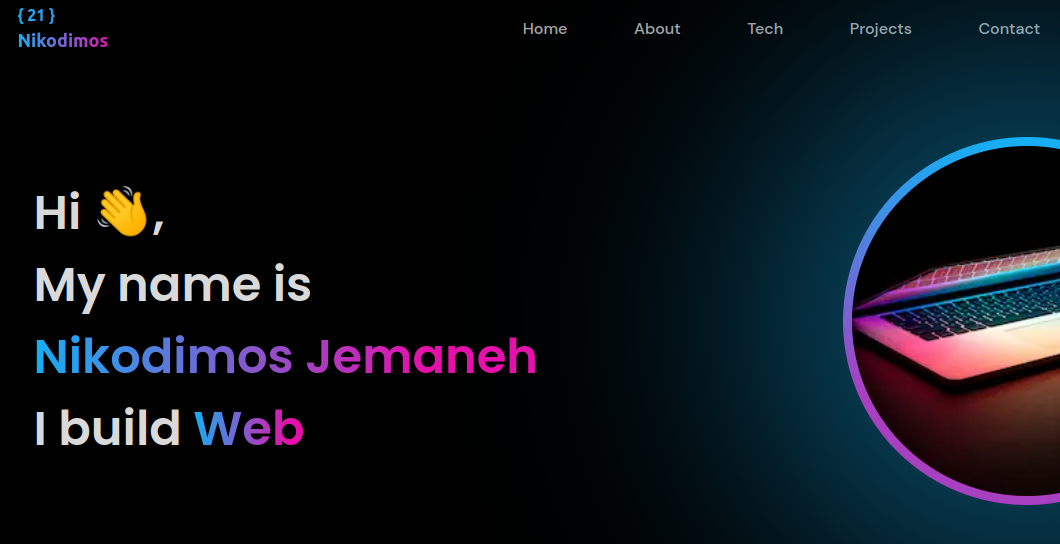 { 21 }
Nikodimos
Home About Tech Projects Contact
Hi 👋,
My name is
Nikodimos Jemaneh
I build Web